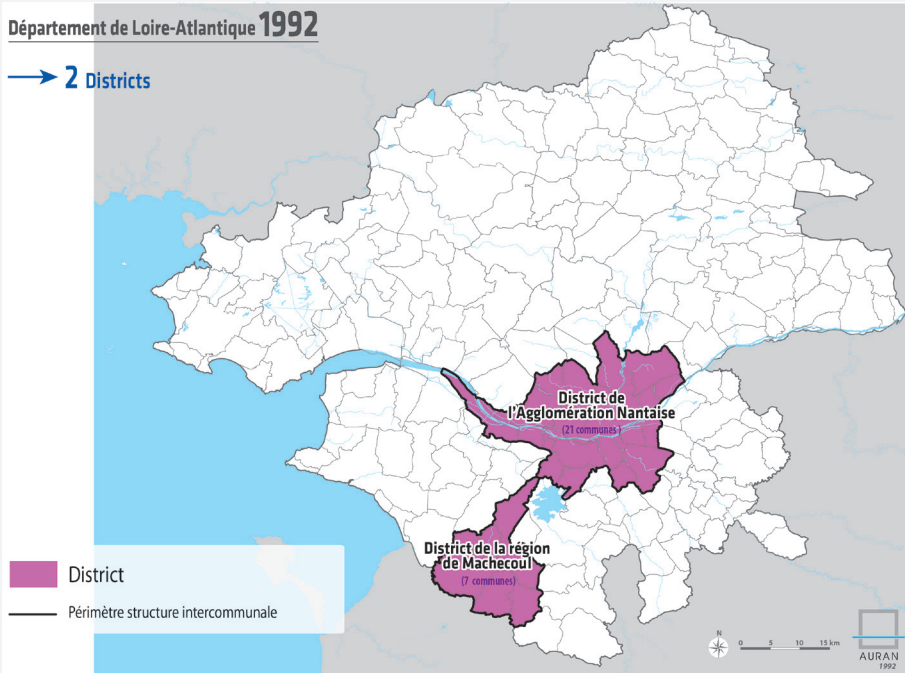 Département de Loire-Atlantique 1992
2 Districts
District de
l'Agglomération Nantaise
(21 communes)
District de la région
de Machecoul
(7 communes)
District
Périmètre structure intercommunale
N
0 5 10 15 km
AURAN
1992